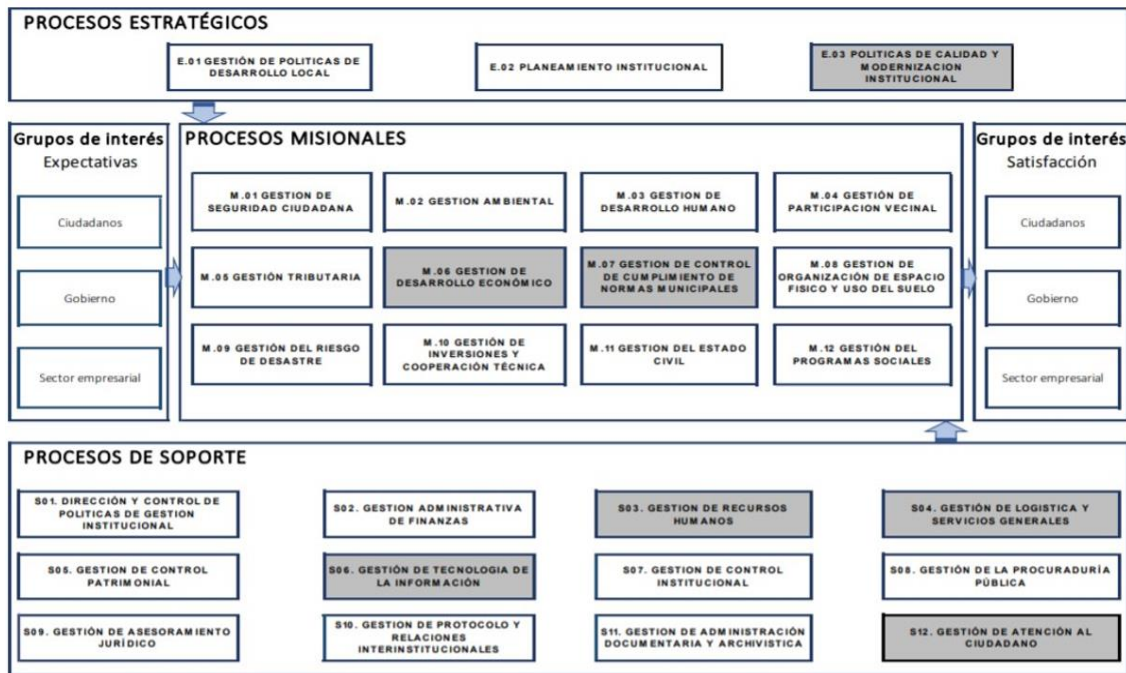 PROCESOS ESTRATÉGICOS
E.01 GESTIÓN DE POLITICAS DE
DESARROLLO LOCAL
E.02 PLANEAMIENTO INSTITUCIONAL
E.03 POLITICAS DE CALIDAD Y
MODERNIZACION
INSTITUCIONAL
Grupos de interés
Expectativas
Ciudadanos
Gobierno
Sector empresarial
PROCESOS MISIONALES
M.01 GESTION DE
SEGURIDAD CIUDADANA
M.02 GESTION AMBIENTAL
M.03 GESTION DE
DESARROLLO HUMANO
M.04 GESTIÓN DE
PARTICIPACION VECINAL
M.05 GESTIÓN TRIBUTARIA
M.06 GESTION DE
DESARROLLO ECONÓMICO
M.07 GESTION DE CONTROL
DE CUMPLIMIENTO DE
NORMAS MUNICIPALES
M.08 GESTION DE
ORGANIZACIÓN DE ESPACIO
FISICO Y USO DEL SUELO
M.09 GESTIÓN DEL RIESGO
DE DESASTRE
M.10 GESTIÓN DE
INVERSIONES Y
COOPERACIÓN TÉCNICA
M.11 GESTION DEL ESTADO
CIVIL
M.12 GESTIÓN DEL
PROGRAMAS SOCIALES
Grupos de interés
Satisfacción
Ciudadanos
Gobierno
Sector empresarial
PROCESOS DE SOPORTE
S01. DIRECCIÓN Y CONTROL DE
POLITICAS DE GESTION
INSTITUCIONAL
S02. GESTION ADMINISTRATIVA
DE FINANZAS
S03. GESTION DE RECURSOS
HUMANOS
S04. GESTIÓN DE LOGISTICA Y
SERVICIOS GENERALES
S05. GESTIÓN DE CONTROL
PATRIMONIAL
S06. GESTIÓN DE TECNOLOGIA DE
LA INFORMACIÓN
S07. GESTION DE CONTROL
INSTITUCIONAL
S08. GESTIÓN DE LA PROCURADURÍA
PÚBLICA
S09. GESTIÓN DE ASESORAMIENTO
JURÍDICO
S10. GESTION DE PROTOCOLO Y
RELACIONES
INTERINSTITUCIONALES
S11. GESTION DE ADMINISTRACIÓN
DOCUMENTARIA Y ARCHIVISTICA
S12. GESTIÓN DE ATENCIÓN AL
CIUDADANO